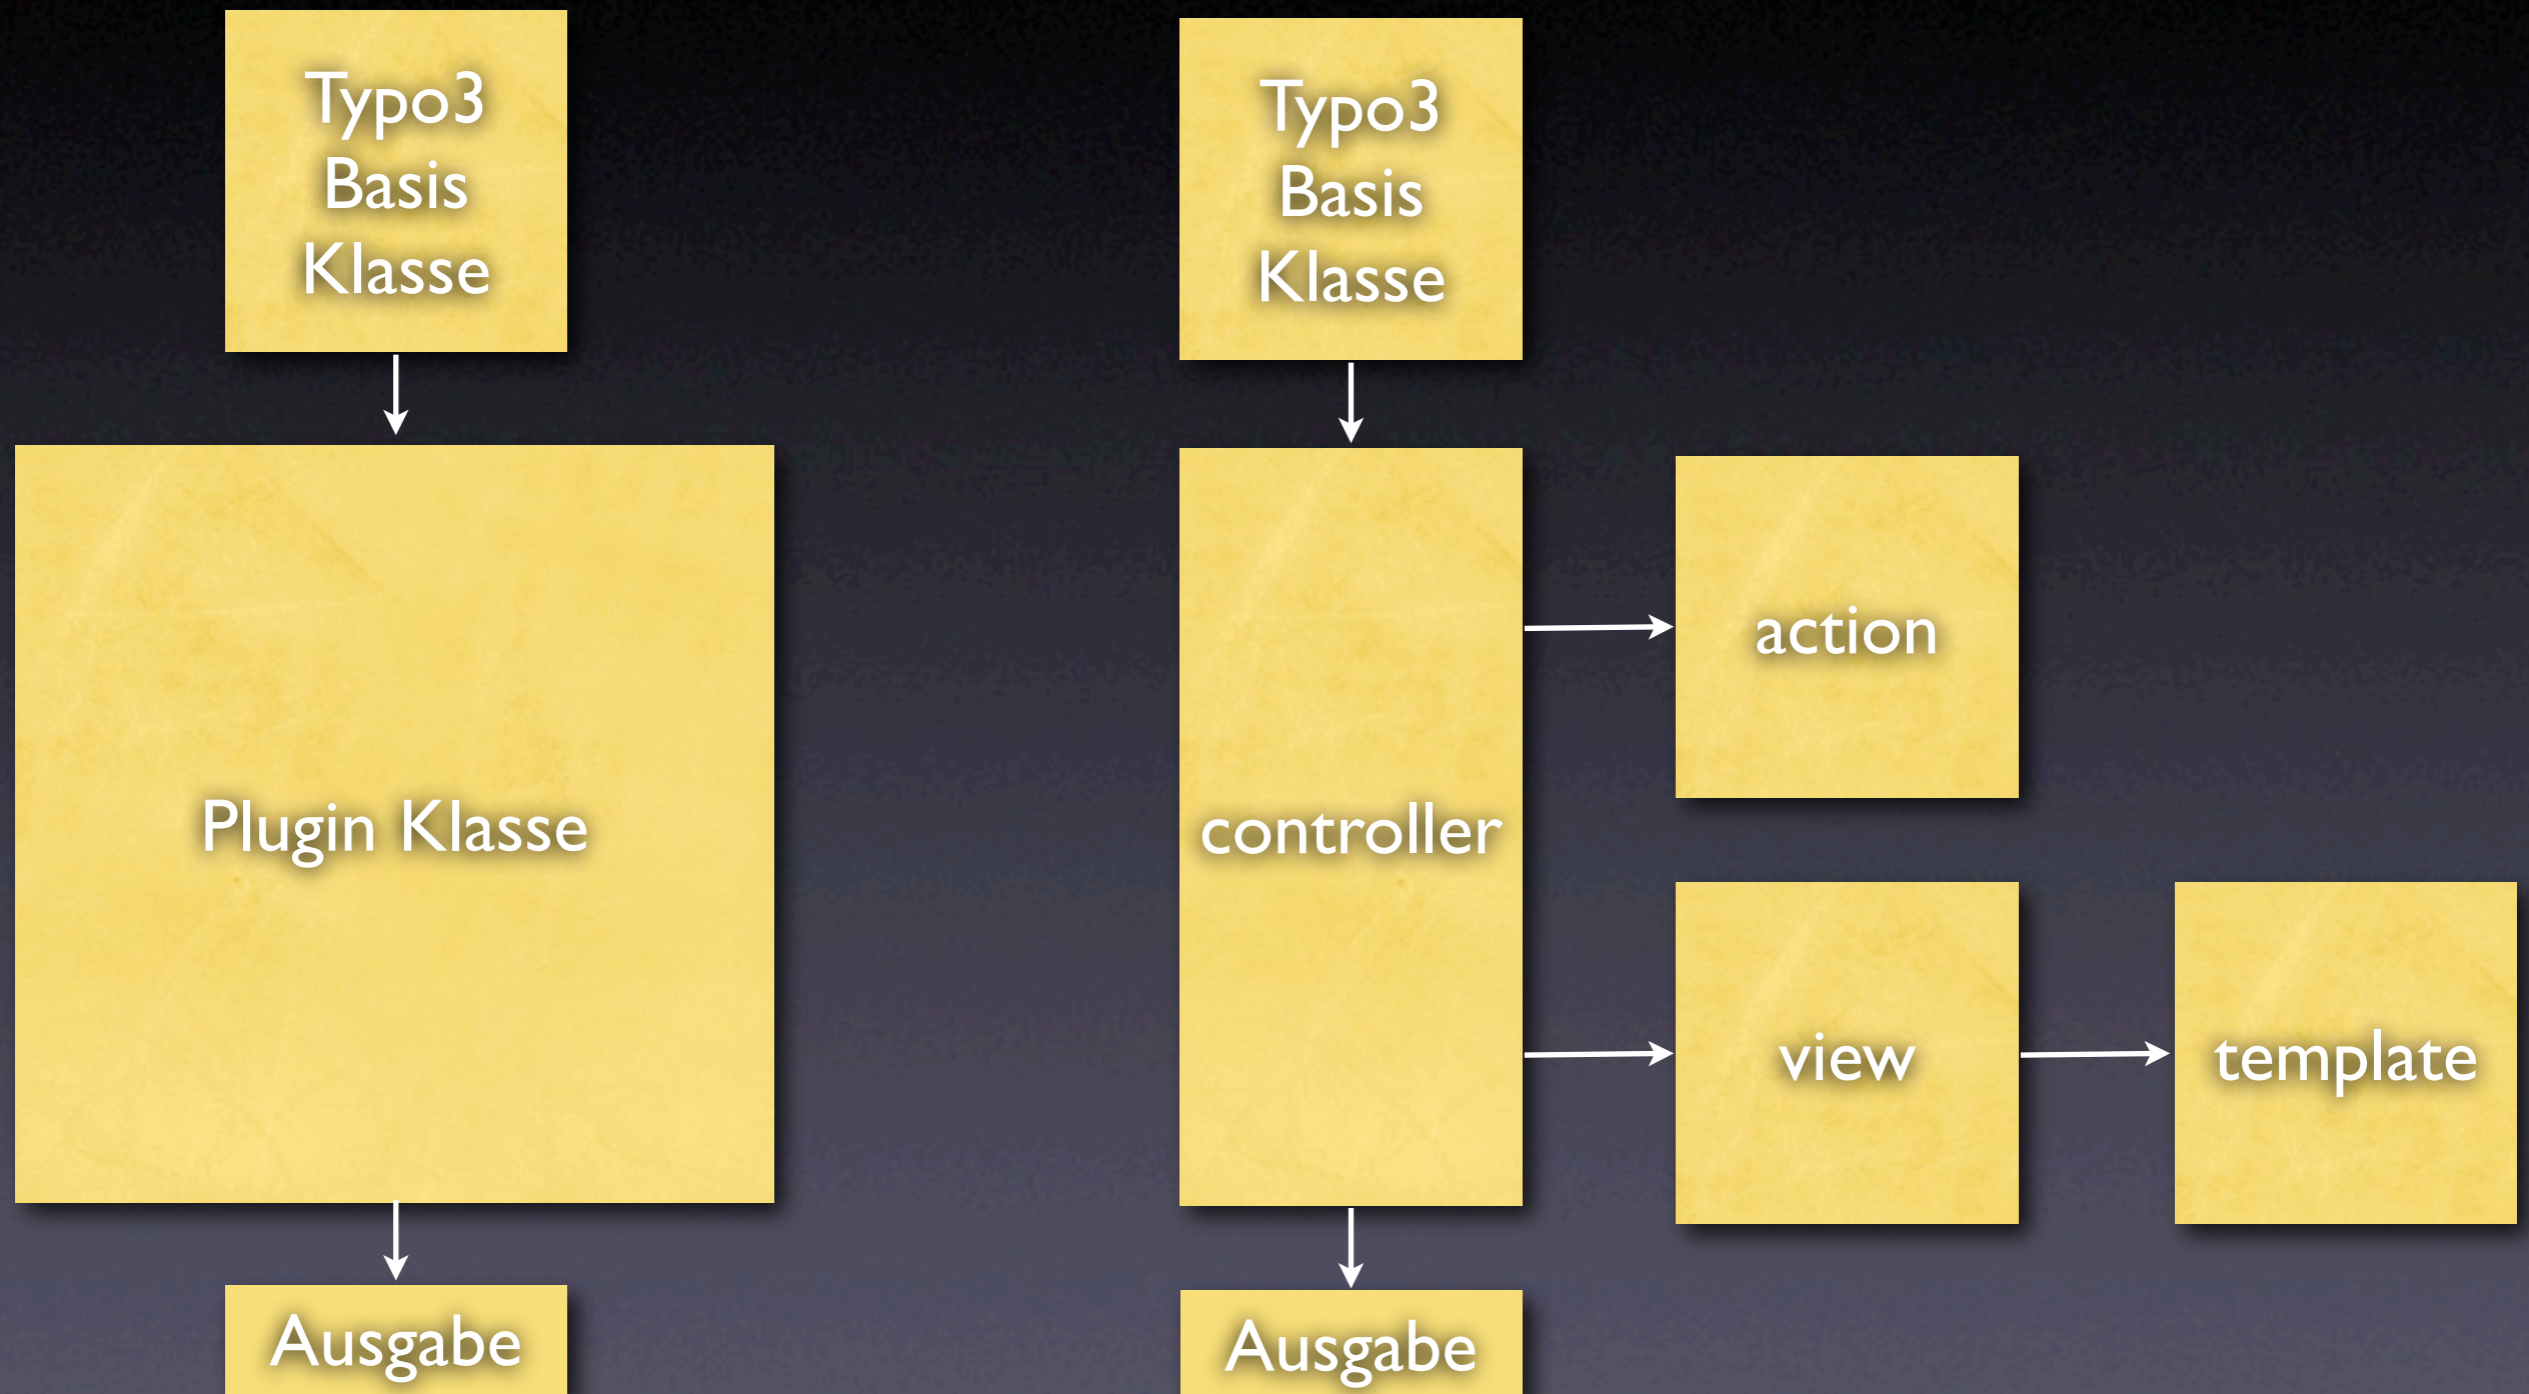 Typo3
Basis
Klasse
Plugin Klasse
Ausgabe
Typo3
Basis
Klasse
controller
action
view
template
Ausgabe